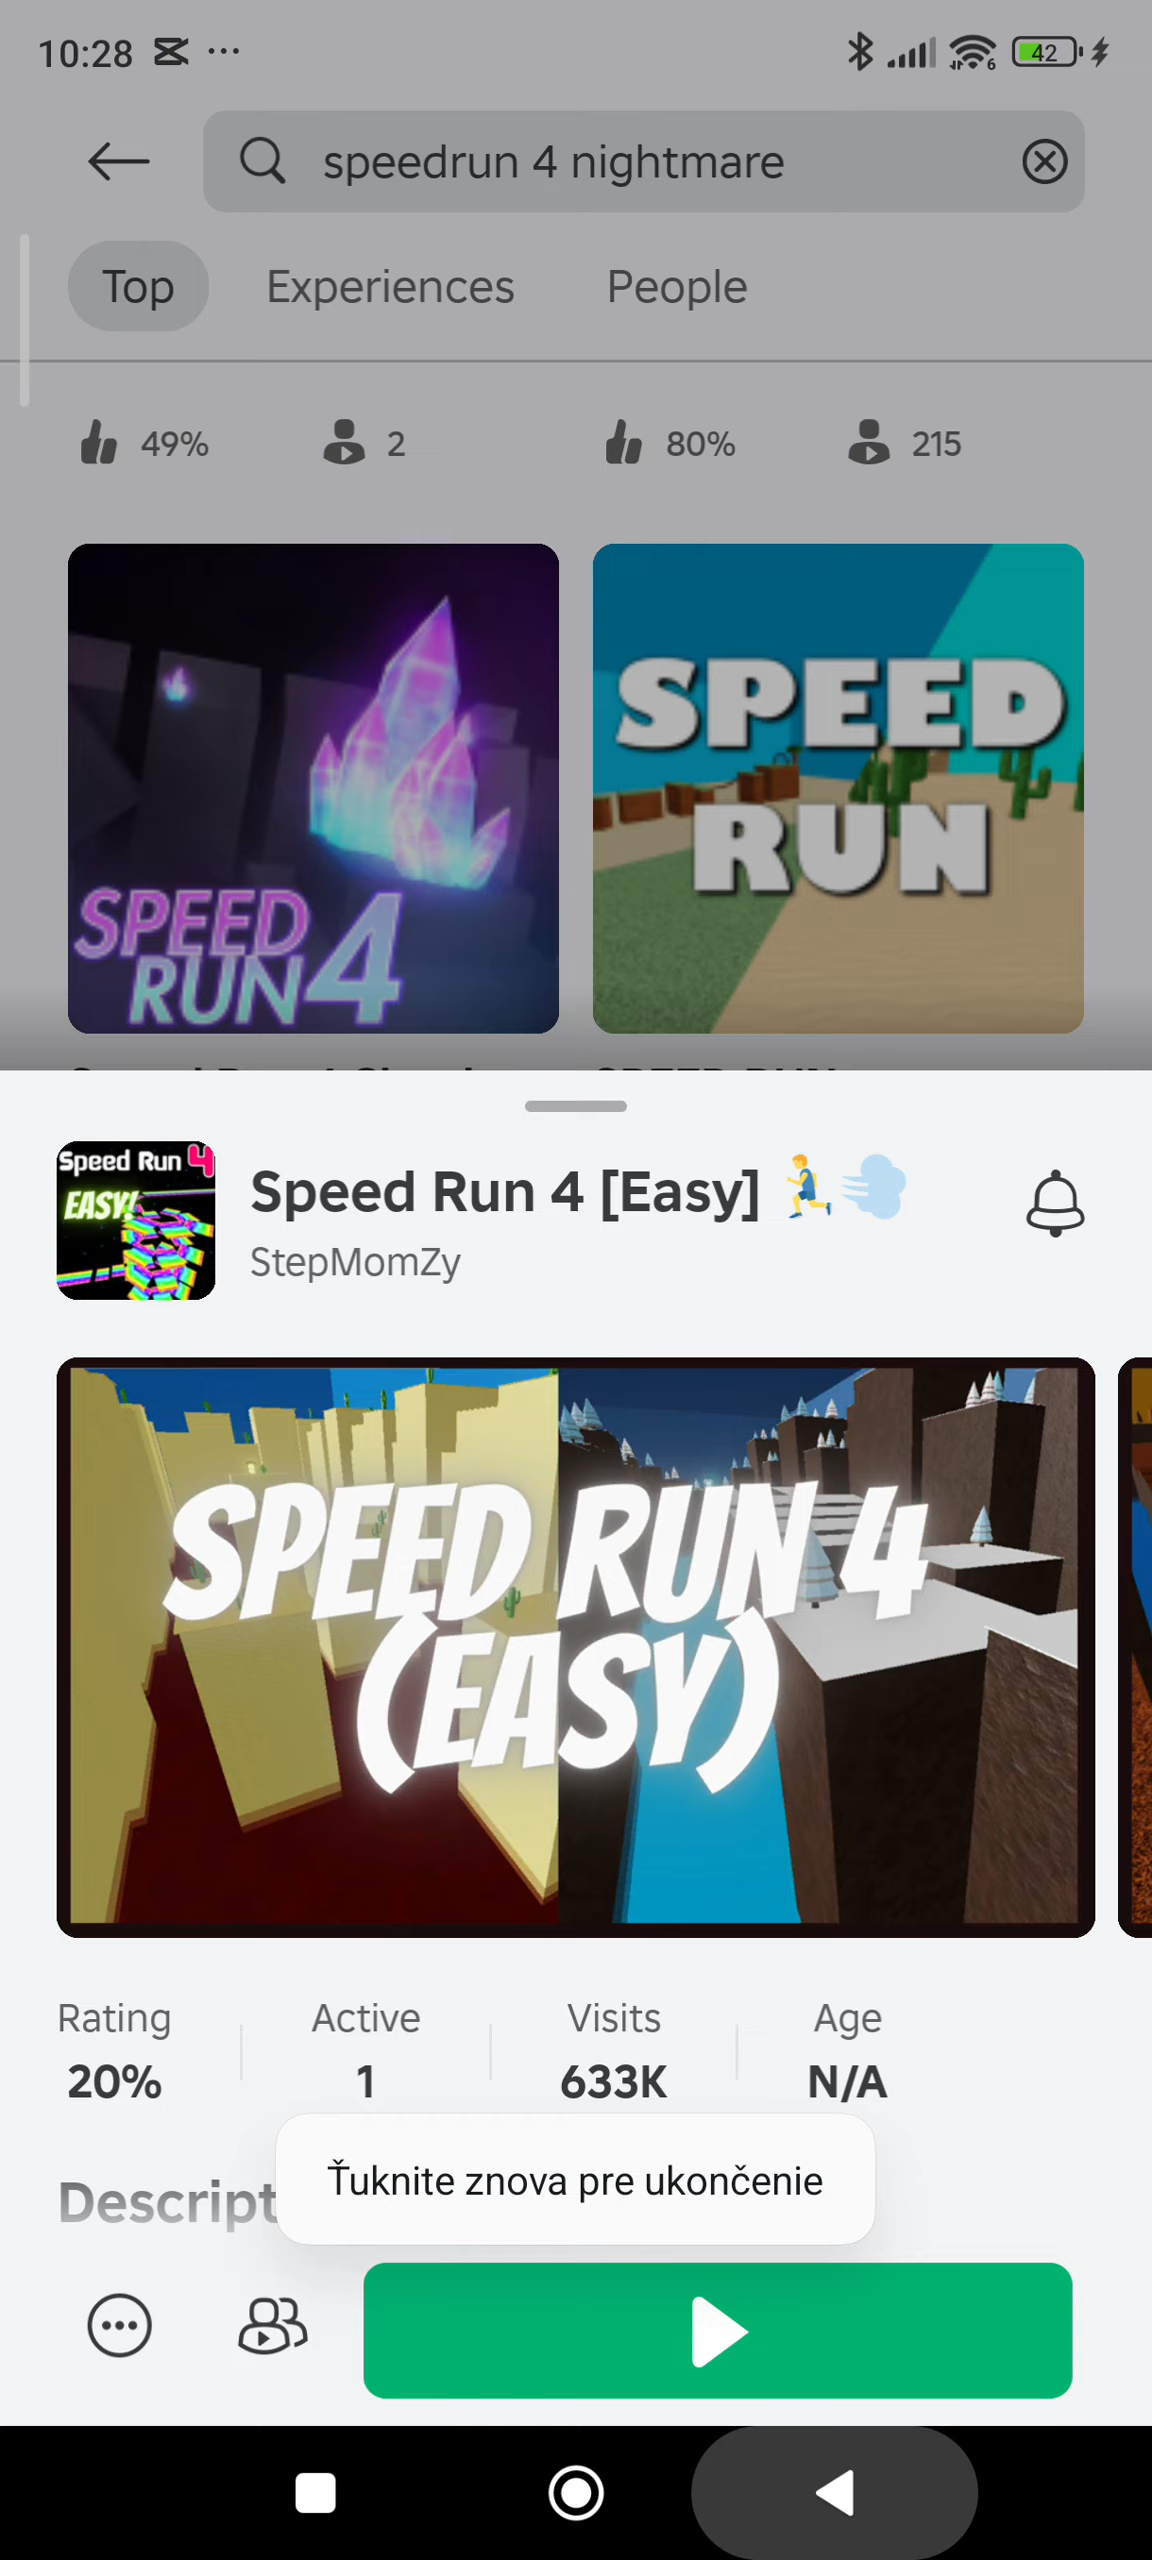 10:28
6
42
speedrun 4 nightmare
Top
Experiences
People
49%
2
80%
215
SPEED
RUN 4
SPEED
RUN
Speed Run 4
EASY!
Speed Run 4 [Easy]
StepMomZy
SPEED RUN 4
(EASY)
Rating
Active
Visits
Age
20%
1
633K
N/A
Descript
Ťuknite znova pre ukončenie